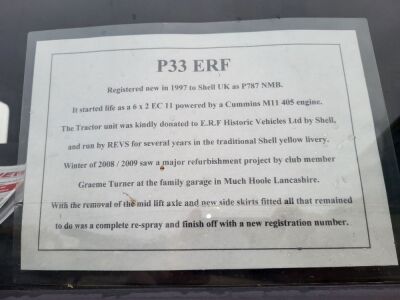 P33 ERF
Registered new in 1997 to Shell UK as P787 NMB.
It started life as a 6 x 2 EC 11 powered by a Cummins M11 405 engine.
The Tractor unit was kindly donated to E.R.F Historic Vehicles Ltd by Shell,
and run by REVS for several years in the traditional Shell yellow livery.
Winter of 2008 / 2009 saw a major refurbishment project by club member
Graeme Turner at the family garage in Much Hoole Lancashire.
With the removal of the mid lift axle and new side skirts fitted all that remained
to do was a complete re-spray and finish off with a new registration number.